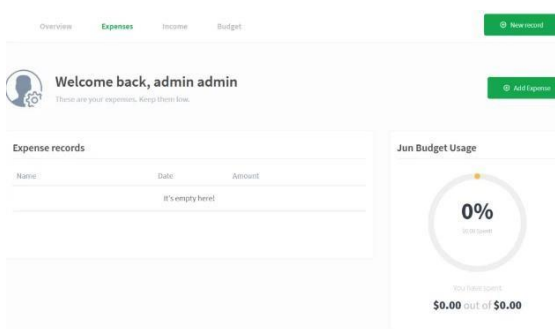 Overview Expenses Income Budget
New record
Welcome back, admin admin
These are your expenses. Keep them low.
Add Expense
Expense records
Name Date Amount
It's empty here!
Jun Budget Usage
0%
You have spent
$0.00 out of $0.00